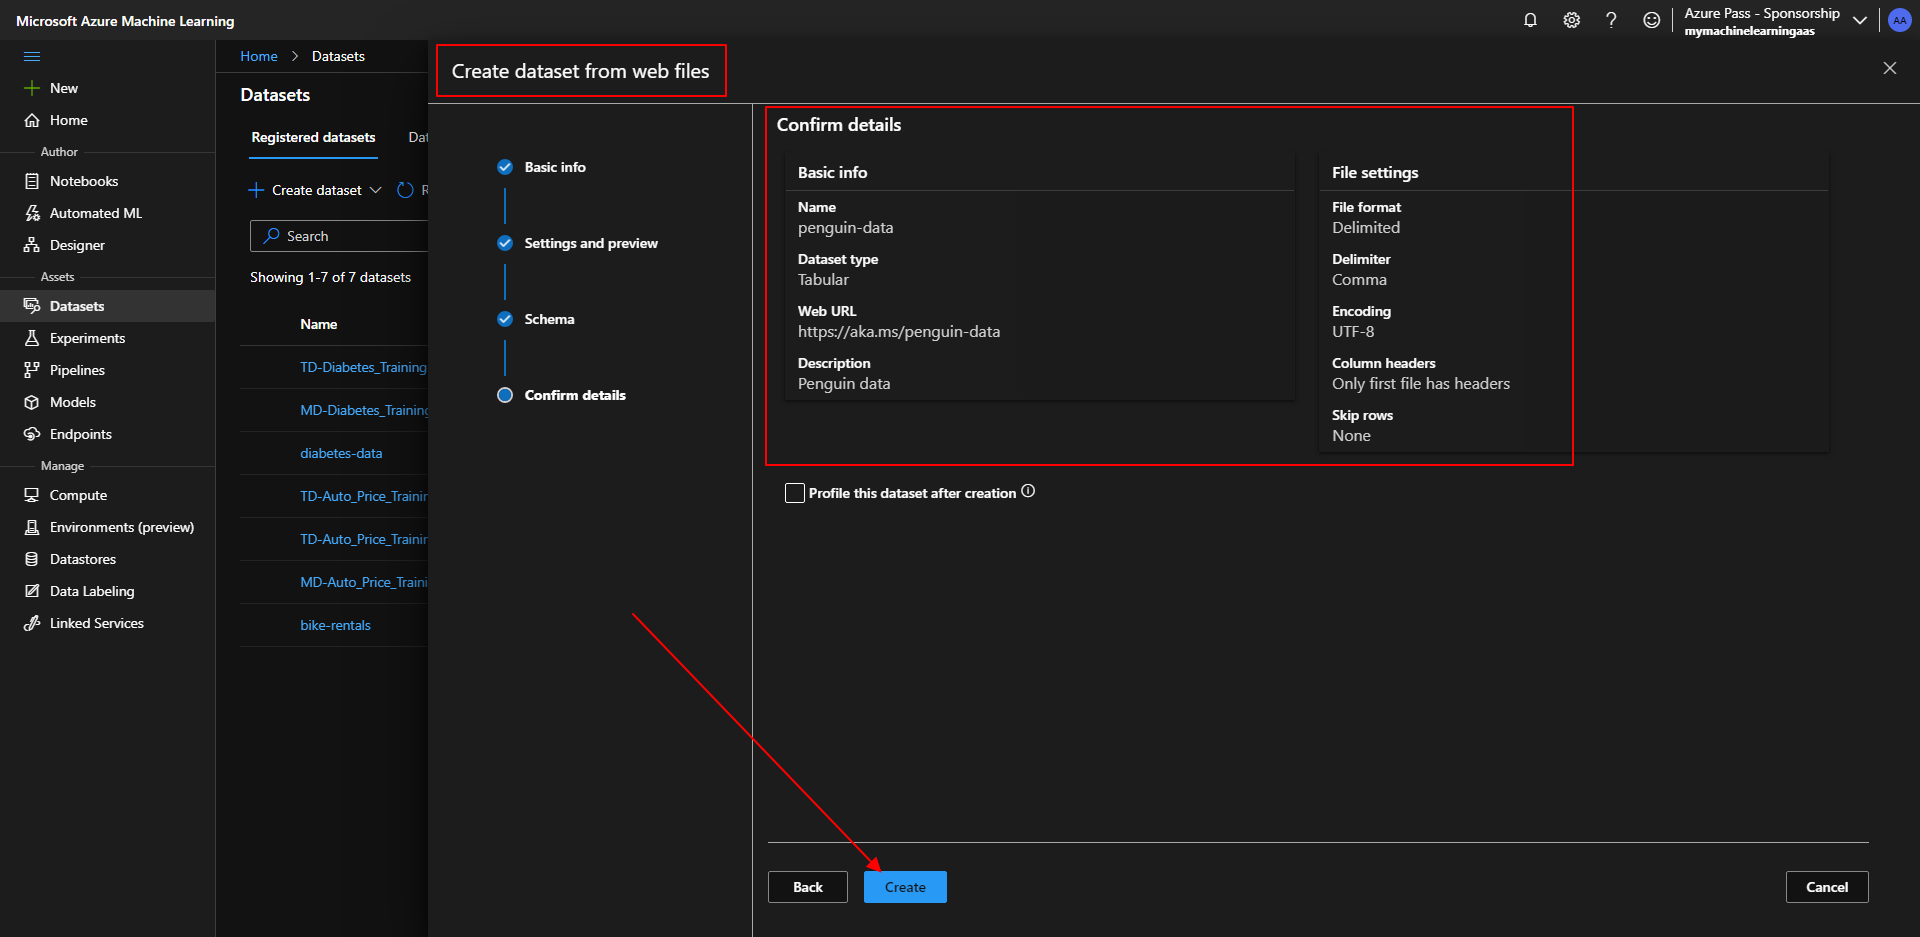 Microsoft Azure Machine Learning
Azure Pass - Sponsorship
mymachinelearningaas
AA
New
Home
Author
Notebooks
Automated ML
Designer
Assets
Datasets
Experiments
Pipelines
Models
Endpoints
Manage
Compute
Environments (preview)
Datastores
Data Labeling
Linked Services
Home > Datasets
Datasets
Registered datasets Dat
Create dataset R
Search
Showing 1-7 of 7 datasets
Name
TD-Diabetes_Training
MD-Diabetes_Training
diabetes-data
TD-Auto_Price_Trainin
TD-Auto_Price_Trainin
MD-Auto_Price_Traini
bike-rentals
Create dataset from web files
Basic info
Settings and preview
Schema
Confirm details
Confirm details
Basic info
Name
penguin-data
Dataset type
Tabular
Web URL
https://aka.ms/penguin-data
Description
Penguin data
File settings
File format
Delimited
Delimiter
Comma
Encoding
UTF-8
Column headers
Only first file has headers
Skip rows
None
Profile this dataset after creation
Back
Create
Cancel